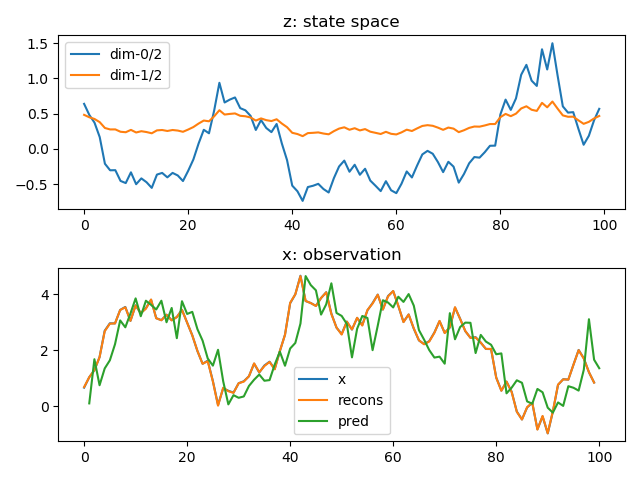 z: state space
1.5
1.0
0.5
0.0
−0.5
dim-0/2
dim-1/2
0 20 40 60 80 100
x: observation
4
2
0
x
recons
pred
0 20 40 60 80 100